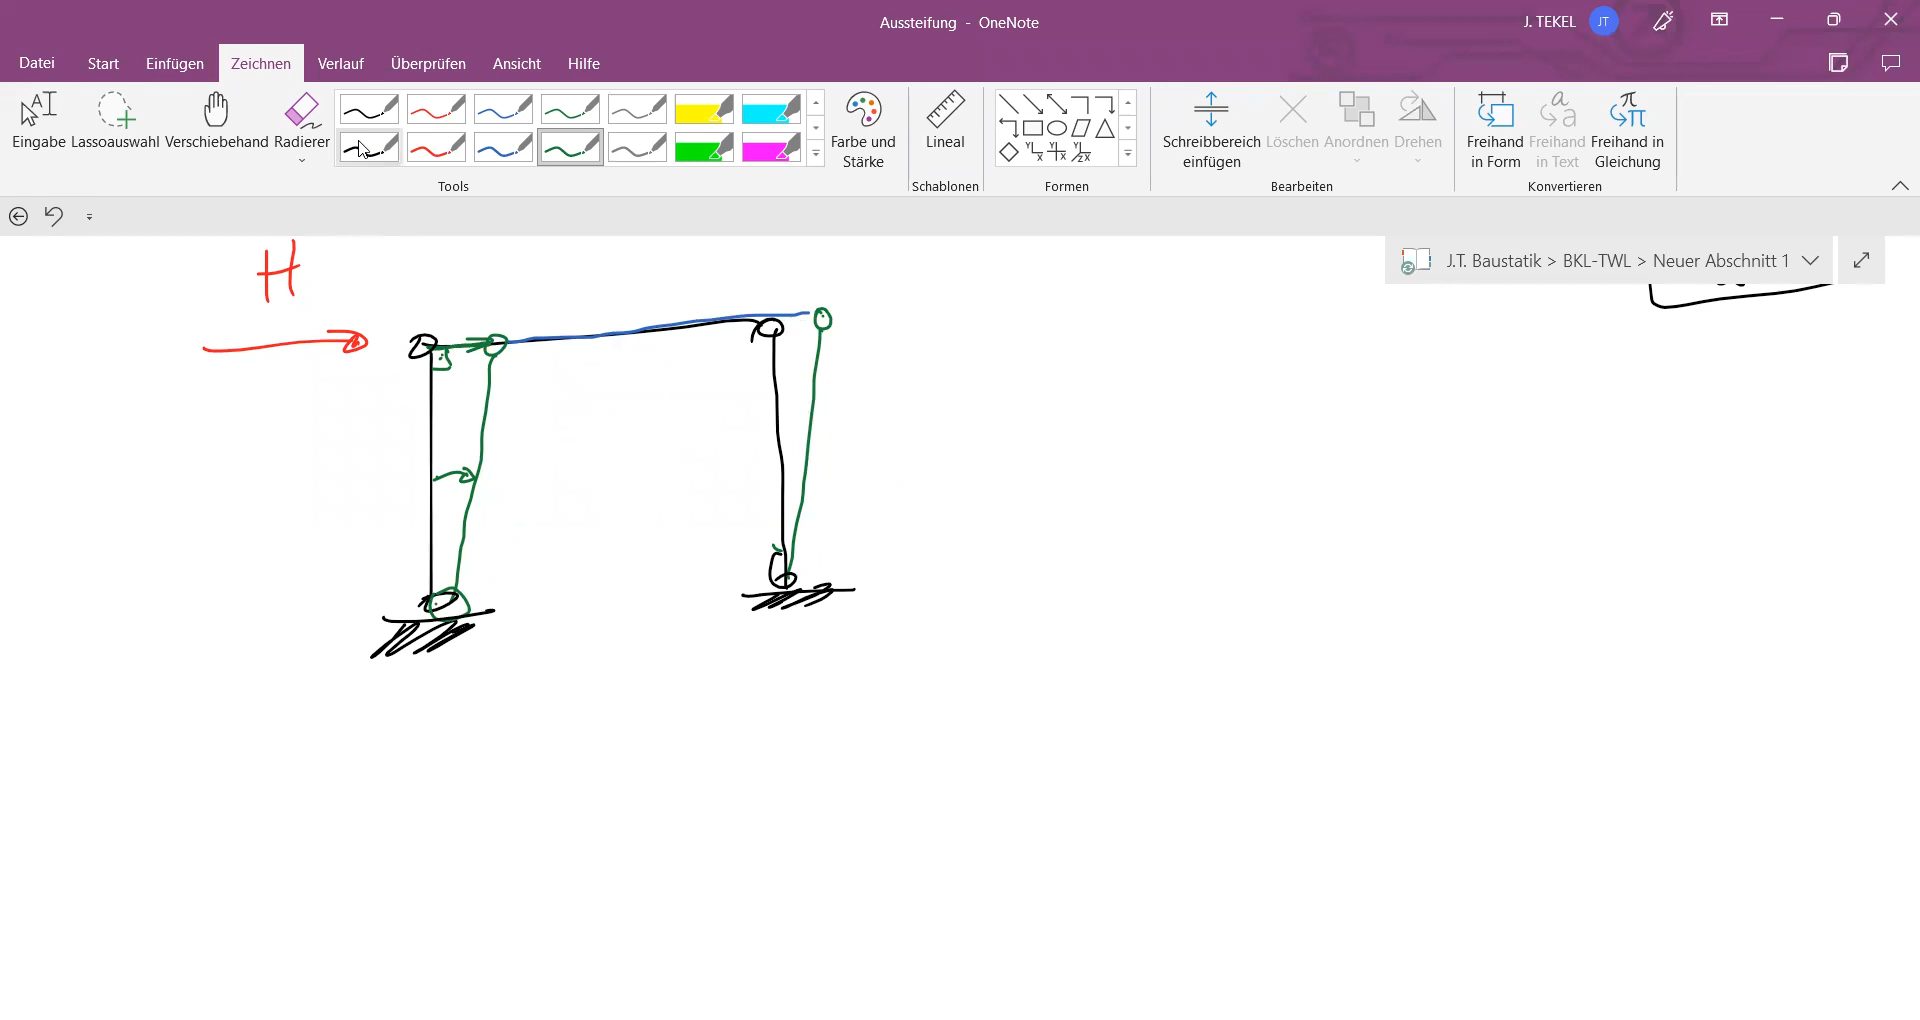 Aussteifung - OneNote
J. TEKEL
JT
Datei
Start
Einfügen
Zeichnen
Verlauf
Überprüfen
Ansicht
Hilfe
Eingabe
Lassoauswahl
Verschiebehand
Radierer
Farbe und
Stärke
Lineal
Schreibbereich
einfügen
Löschen
Anordnen
Drehen
Freihand
in Form
Freihand
in Text
Freihand in
Gleichung
Tools
Schablonen
Formen
Bearbeiten
Konvertieren
J.T. Baustatik > BKL-TWL > Neuer Abschnitt 1
H